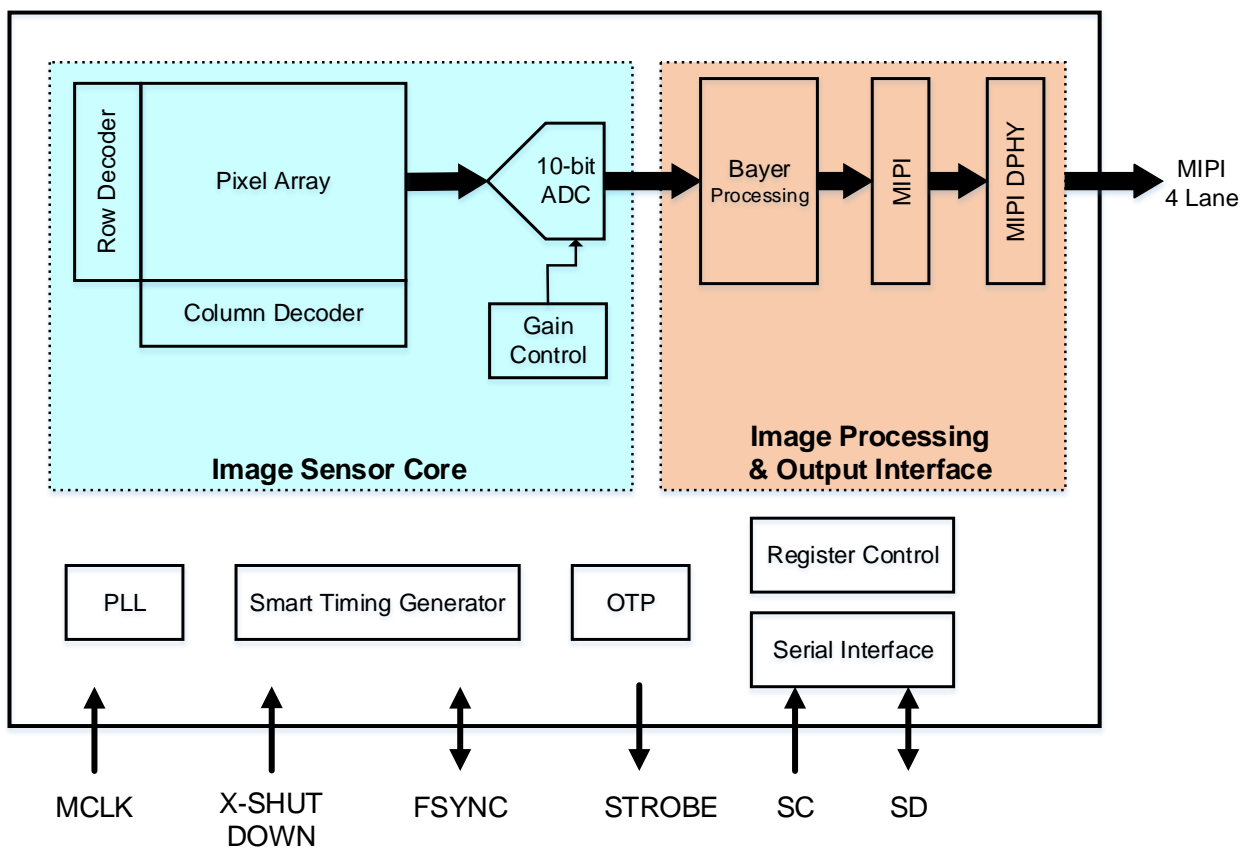 Row Decoder
Pixel Array
Column Decoder
10-bit
ADC
Gain
Control
Image Sensor Core
Bayer
Processing
MIPI
MIPI DPHY
Image Processing
& Output Interface
MIPI
4 Lane
PLL
Smart Timing Generator
OTP
Register Control
Serial Interface
MCLK
X-SHUT
DOWN
FSYNC
STROBE
SC
SD